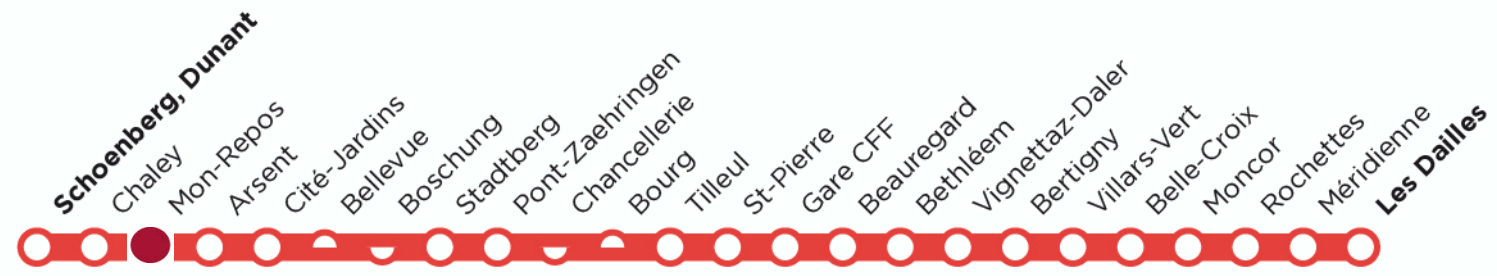 Schoenberg, Dunant
Chaley
Mon-Repos
Arsent
Cité-Jardins
Bellevue
Boschung
Stadtberg
Pont-Zaehringen
Chancellerie
Bourg
Tilleul
St-Pierre
Gare CFF
Beauregard
Bethléem
Vignettaz-Daler
Bertigny
Villars-Vert
Belle-Croix
Moncor
Rochettes
Méridienne
Les Dailles